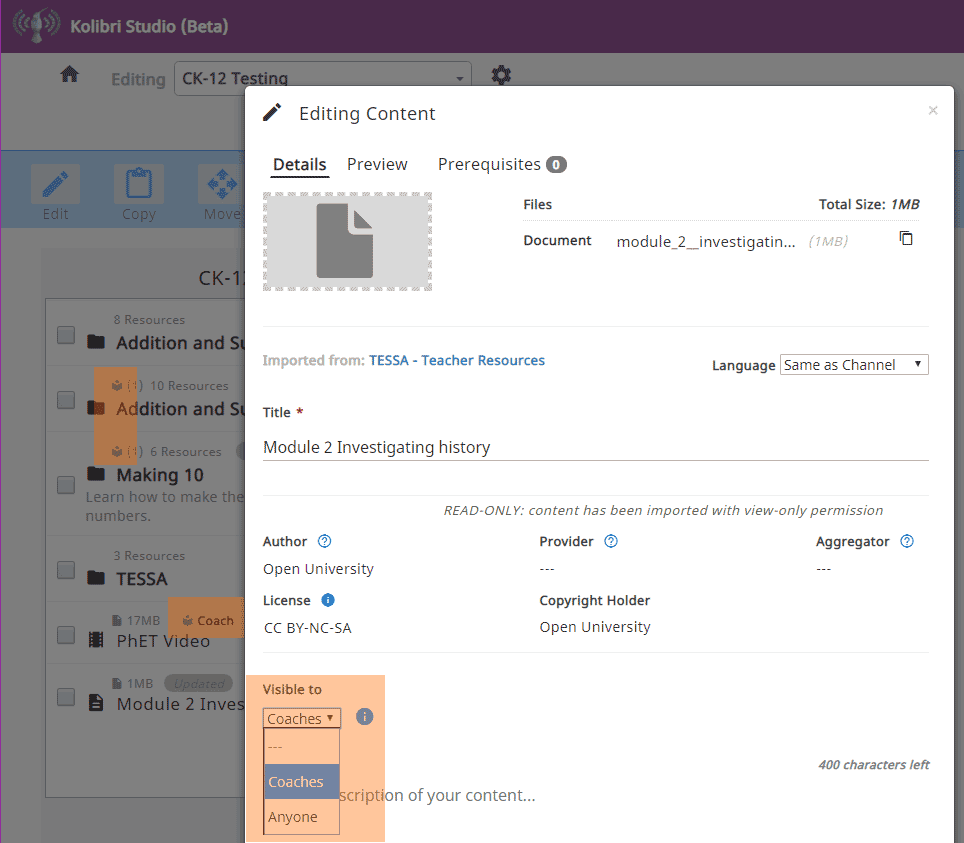 Kolibri Studio (Beta)
Editing CK-12 Testing
Editing Content ×
Details Preview Prerequisites 0
Edit Copy Move
Files Total Size: 1MB
Document module_2__investigatin... (1MB)
CK-12
8 Resources
Addition and Su
(1) 10 Resources
Addition and Su
(1) 6 Resources
Making 10
Learn how to make the
numbers.
3 Resources
TESSA
17MB Coach
PhET Video
1MB Updated
Module 2 Inves
Imported from: TESSA - Teacher Resources
Language Same as Channel
Title *
Module 2 Investigating history
READ-ONLY: content has been imported with view-only permission
Author ? Provider ? Aggregator ?
Open University --- ---
License i Copyright Holder
CC BY-NC-SA Open University
Visible to
Coaches i
---
Coaches
Anyone
400 characters left
scription of your content...